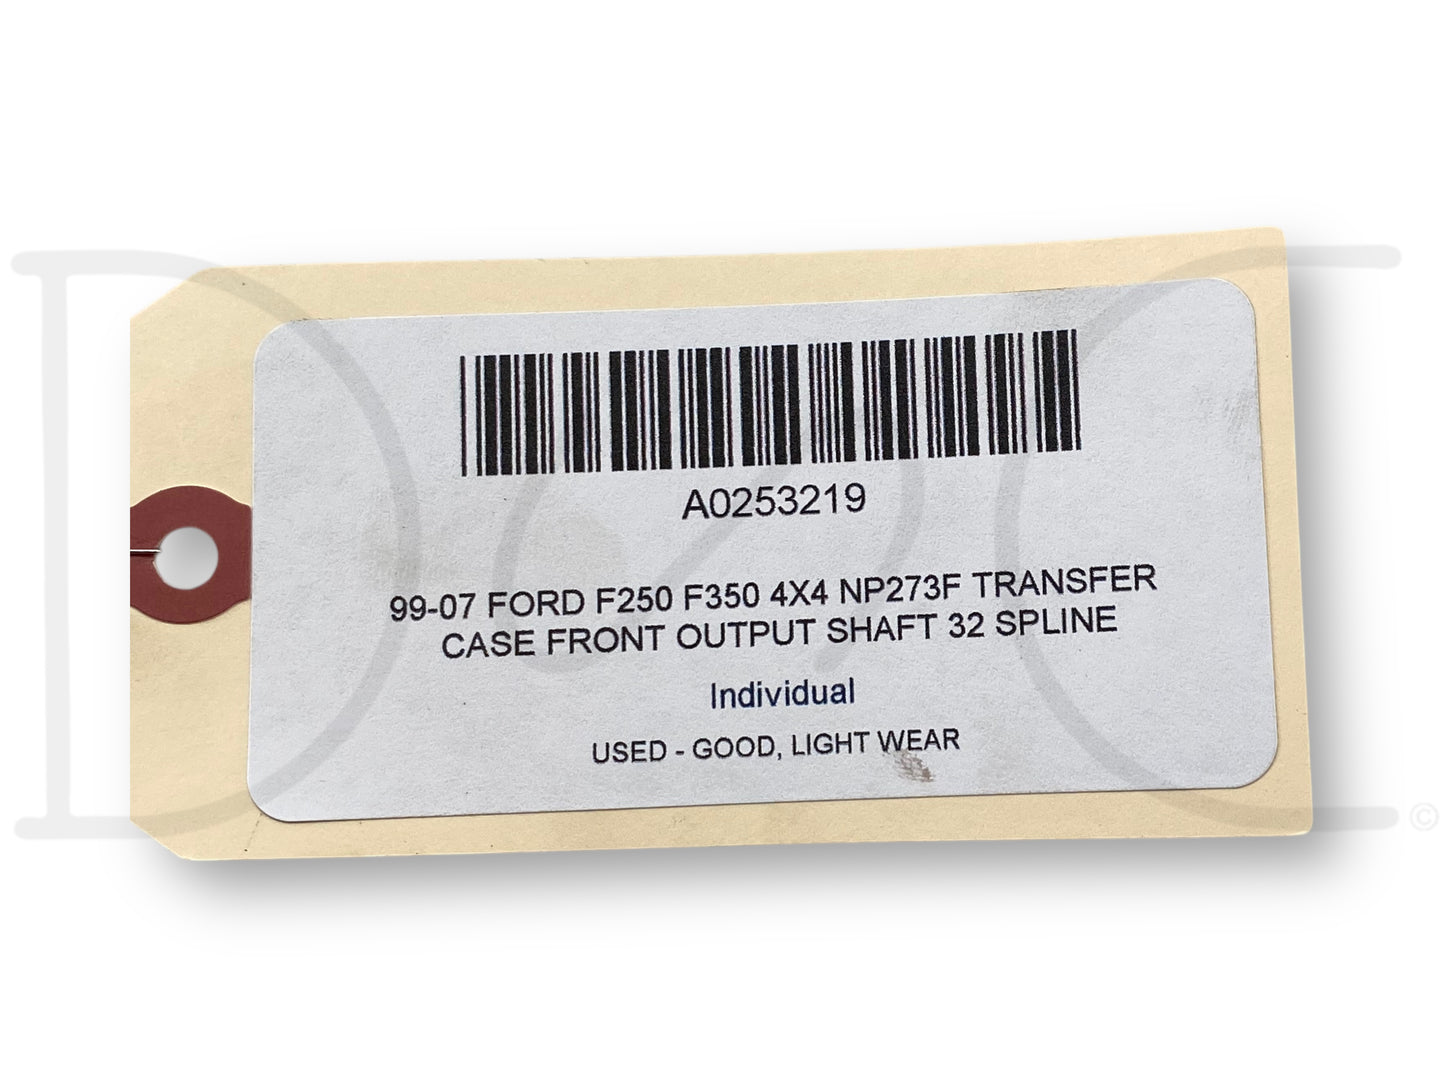 A0253219
99-07 FORD F250 F350 4X4 NP273F TRANSFER
CASE FRONT OUTPUT SHAFT 32 SPLINE
Individual
USED - GOOD, LIGHT WEAR
©